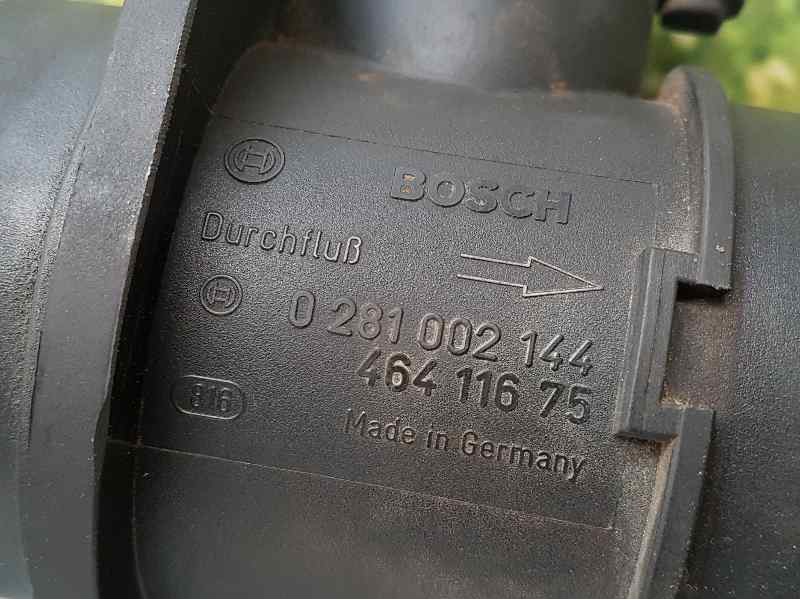 BOSCH
Durchfluß
0 281 002 144
464 116 75
816
Made in Germany